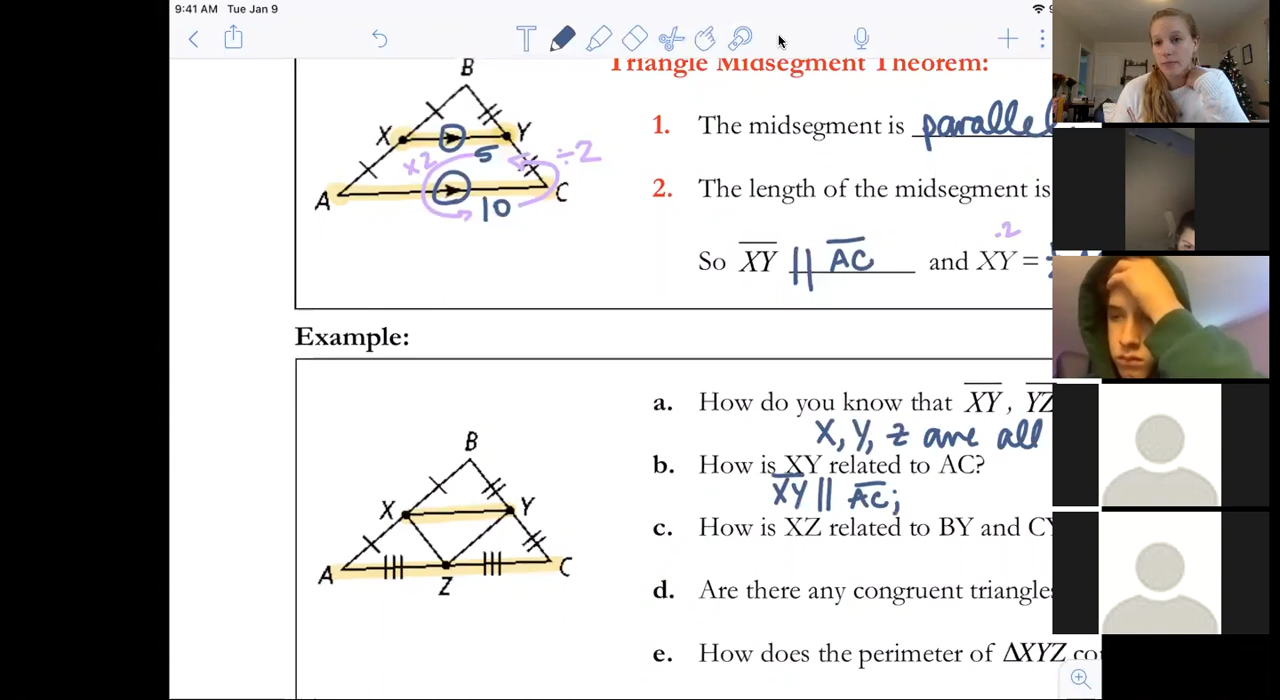 9:41 AM Tue Jan 9
Triangle Midsegment Theorem:
B
X
Y
×2
5
÷2
A
10
C
1. The midsegment is parallel
2. The length of the midsegment is
·2
So XY || AC and XY =
Example:
B
X
Y
A
Z
C
a. How do you know that XY, YZ
X, Y, Z are all
b. How is XY related to AC?
XY || AC;
c. How is XZ related to BY and CY
d. Are there any congruent triangles
e. How does the perimeter of ΔXYZ co